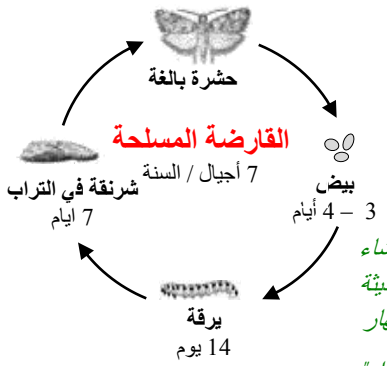 حشرة بالغة
القارضة المسلحة
7 أجيال / السنة
بيض
3 – 4 أيام
يرقة
14 يوم
شرنقة في التراب
7 ايام